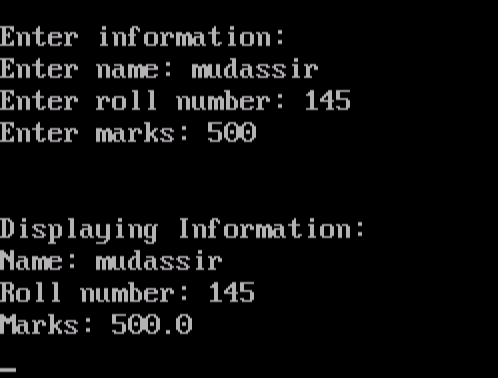 Enter information:
Enter name: mudassir
Enter roll number: 145
Enter marks: 500
Displaying Information:
Name: mudassir
Roll number: 145
Marks: 500.0